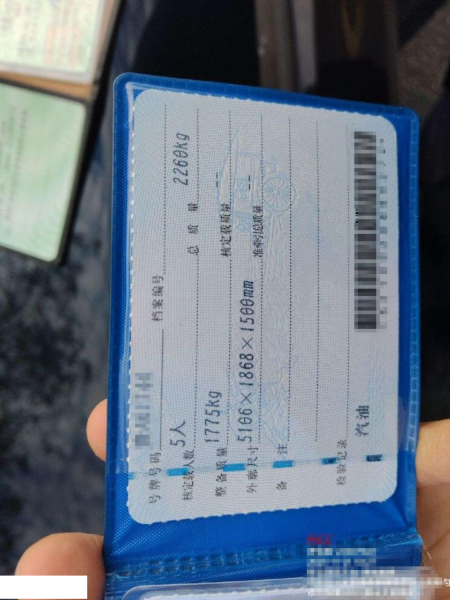 号牌号码 档案编号
核定载人数 5人 总质量 2260kg
整备质量 1775kg 核定载质量 --
外廓尺寸 5106×1868×1500mm 准牵引总质量 --
备注
检验记录
汽油